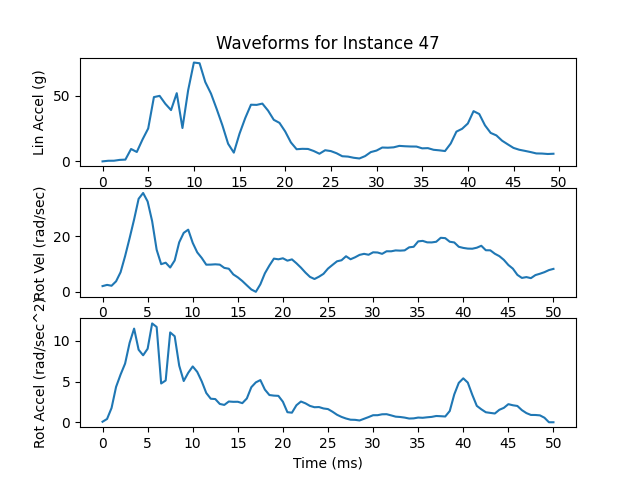 Waveforms for Instance 47
Lin Accel (g)
50
0
0 5 10 15 20 25 30 35 40 45 50
Rot Vel (rad/sec)
20
0
0 5 10 15 20 25 30 35 40 45 50
Rot Accel (rad/sec^2)
10
5
0
0 5 10 15 20 25 30 35 40 45 50
Time (ms)